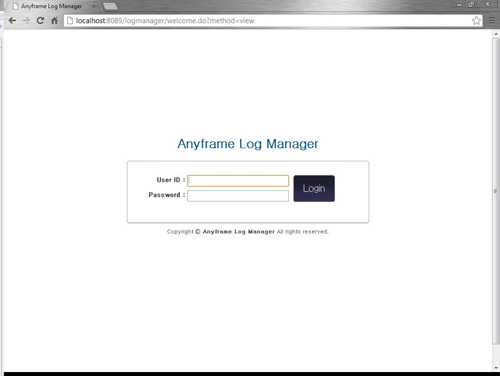 Anyframe Log Manager
localhost:8089/logmanager/welcome.do?method=view
Anyframe Log Manager
User ID :
Password :
Login
Copyright © Anyframe Log Manager All rights reserved.